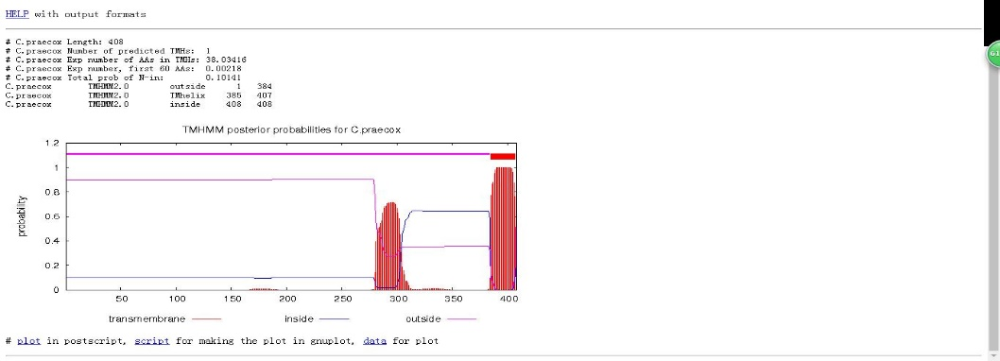 HELP with output formats
# C.praecox Length: 408
# C.praecox Number of predicted TMHs: 1
# C.praecox Exp number of AAs in TMHs: 38.03416
# C.praecox Exp number, first 60 AAs: 0.00218
# C.praecox Total prob of N-in: 0.10141
C.praecox TMHMM2.0 outside 1 384
C.praecox TMHMM2.0 TMhelix 385 407
C.praecox TMHMM2.0 inside 408 408
TMHMM posterior probabilities for C.praecox
1.2
1
0.8
0.6
0.4
0.2
0
probability
50 100 150 200 250 300 350 400
transmembrane inside outside
# plot in postscript, script for making the plot in gnuplot, data for plot